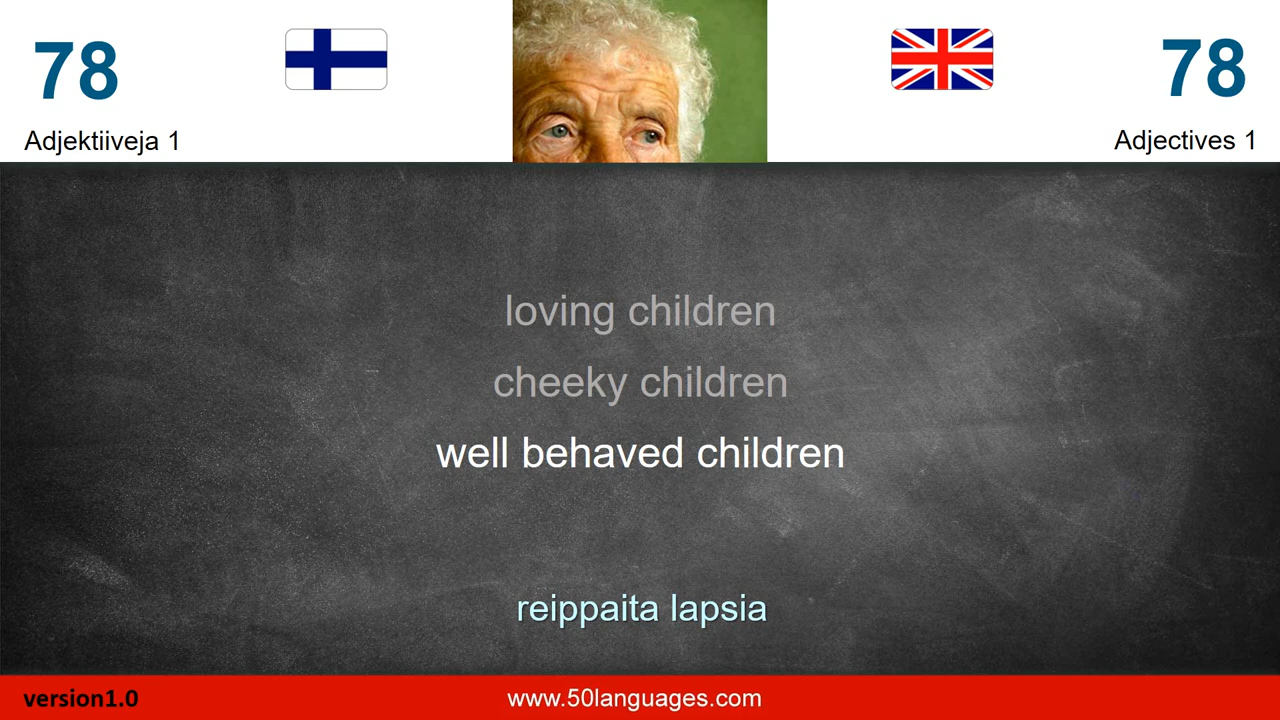 78
78
Adjektiiveja 1
Adjectives 1
loving children
cheeky children
well behaved children
reippaita lapsia
version1.0
www.50languages.com